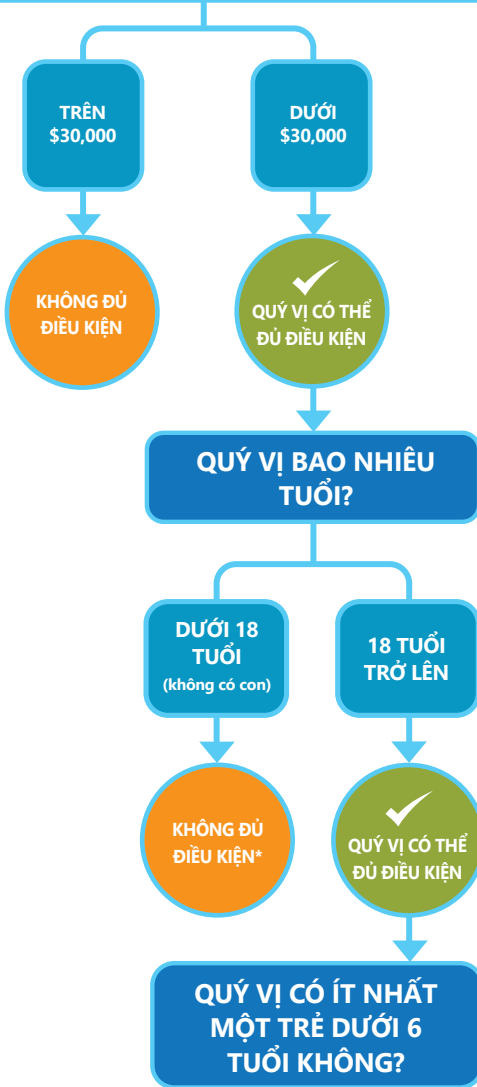 TRÊN
$30,000
DƯỚI
$30,000
KHÔNG ĐỦ
ĐIỀU KIỆN
QUÝ VỊ CÓ THỂ
ĐỦ ĐIỀU KIỆN
QUÝ VỊ BAO NHIÊU
TUỔI?
DƯỚI 18
TUỔI
(không có con)
18 TUỔI
TRỞ LÊN
KHÔNG ĐỦ
ĐIỀU KIỆN*
QUÝ VỊ CÓ THỂ
ĐỦ ĐIỀU KIỆN
QUÝ VỊ CÓ ÍT NHẤT
MỘT TRẺ DƯỚI 6
TUỔI KHÔNG?